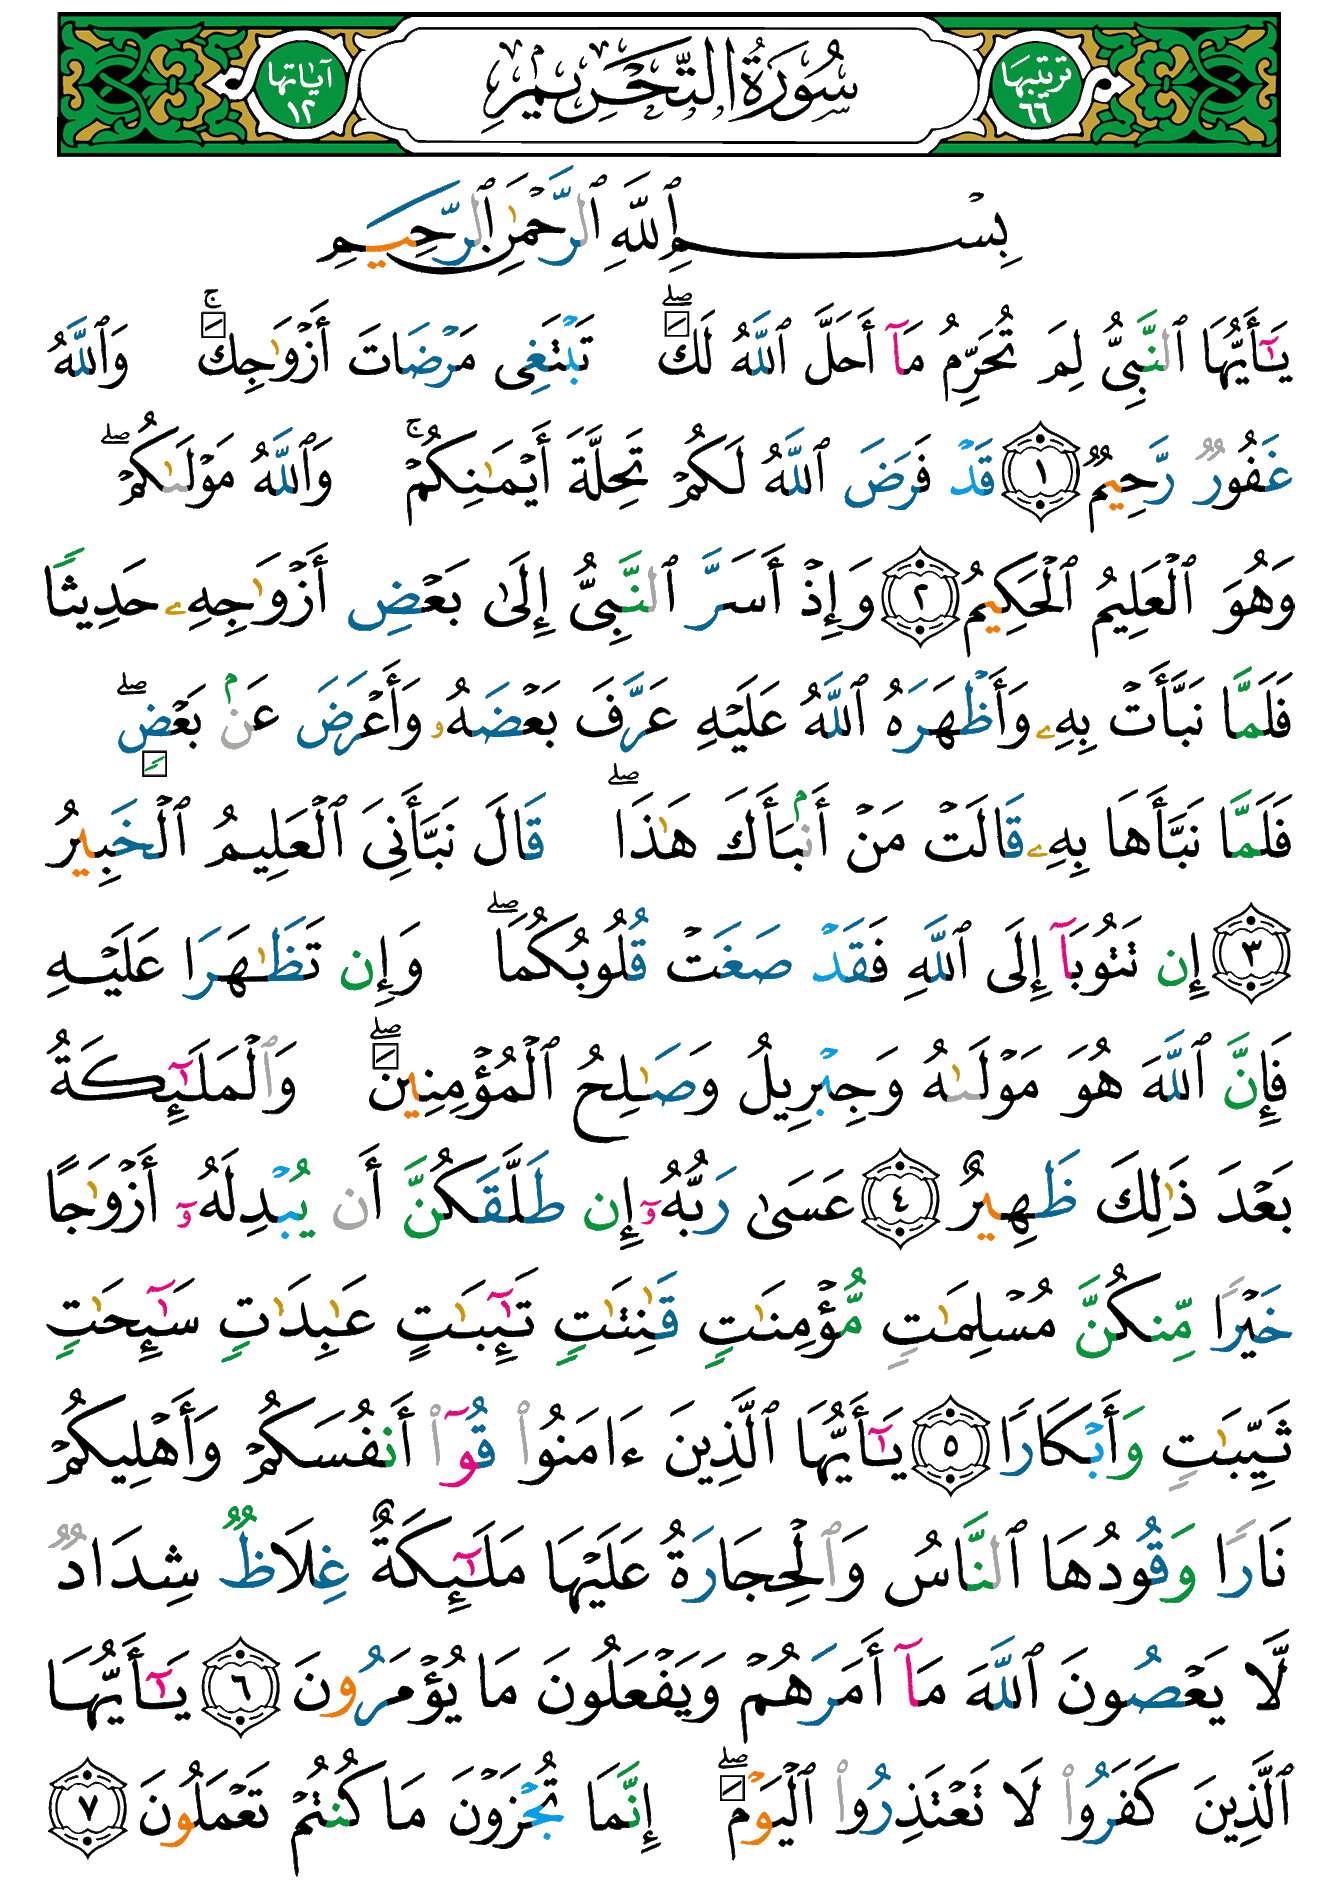 ترتيبها ٦٦ سُورَةُ التَّحْرِيمِ آياتها ١٢
بِسْمِ ٱللَّهِ ٱلرَّحْمَٰنِ ٱلرَّحِيمِ
يَـٰٓأَيُّهَا ٱلنَّبِىُّ لِمَ تُحَرِّمُ مَآ أَحَلَّ ٱللَّهُ لَكَ ۖ تَبْتَغِى مَرْضَاتَ أَزْوَٰجِكَ ۚ وَٱللَّهُ
غَفُورٌ رَّحِيمٌ ١ قَدْ فَرَضَ ٱللَّهُ لَكُمْ تَحِلَّةَ أَيْمَـٰنِكُمْ ۚ وَٱللَّهُ مَوْلَىٰكُمْ ۖ
وَهُوَ ٱلْعَلِيمُ ٱلْحَكِيمُ ٢ وَإِذْ أَسَرَّ ٱلنَّبِىُّ إِلَىٰ بَعْضِ أَزْوَٰجِهِۦ حَدِيثًا
فَلَمَّا نَبَّأَتْ بِهِۦ وَأَظْهَرَهُ ٱللَّهُ عَلَيْهِ عَرَّفَ بَعْضَهُۥ وَأَعْرَضَ عَنۢ بَعْضٍ ۖ
فَلَمَّا نَبَّأَهَا بِهِۦ قَالَتْ مَنْ أَنۢبَأَكَ هَـٰذَا ۖ قَالَ نَبَّأَنِىَ ٱلْعَلِيمُ ٱلْخَبِيرُ
٣ إِن تَتُوبَآ إِلَى ٱللَّهِ فَقَدْ صَغَتْ قُلُوبُكُمَا ۖ وَإِن تَظَـٰهَرَا عَلَيْهِ
فَإِنَّ ٱللَّهَ هُوَ مَوْلَىٰهُ وَجِبْرِيلُ وَصَـٰلِحُ ٱلْمُؤْمِنِينَ ۖ وَٱلْمَلَـٰٓئِكَةُ
بَعْدَ ذَٰلِكَ ظَهِيرٌ ٤ عَسَىٰ رَبُّهُۥٓ إِن طَلَّقَكُنَّ أَن يُبْدِلَهُۥٓ أَزْوَٰجًا
خَيْرًا مِّنكُنَّ مُسْلِمَـٰتٍ مُّؤْمِنَـٰتٍ قَـٰنِتَـٰتٍ تَـٰٓئِبَـٰتٍ عَـٰبِدَٰتٍ سَـٰٓئِحَـٰتٍ
ثَيِّبَـٰتٍ وَأَبْكَارًا ٥ يَـٰٓأَيُّهَا ٱلَّذِينَ ءَامَنُوا۟ قُوٓا۟ أَنفُسَكُمْ وَأَهْلِيكُمْ
نَارًا وَقُودُهَا ٱلنَّاسُ وَٱلْحِجَارَةُ عَلَيْهَا مَلَـٰٓئِكَةٌ غِلَاظٌ شِدَادٌ
لَّا يَعْصُونَ ٱللَّهَ مَآ أَمَرَهُمْ وَيَفْعَلُونَ مَا يُؤْمَرُونَ ٦ يَـٰٓأَيُّهَا
ٱلَّذِينَ كَفَرُوا۟ لَا تَعْتَذِرُوا۟ ٱلْيَوْمَ ۖ إِنَّمَا تُجْزَوْنَ مَا كُنتُمْ تَعْمَلُونَ ٧